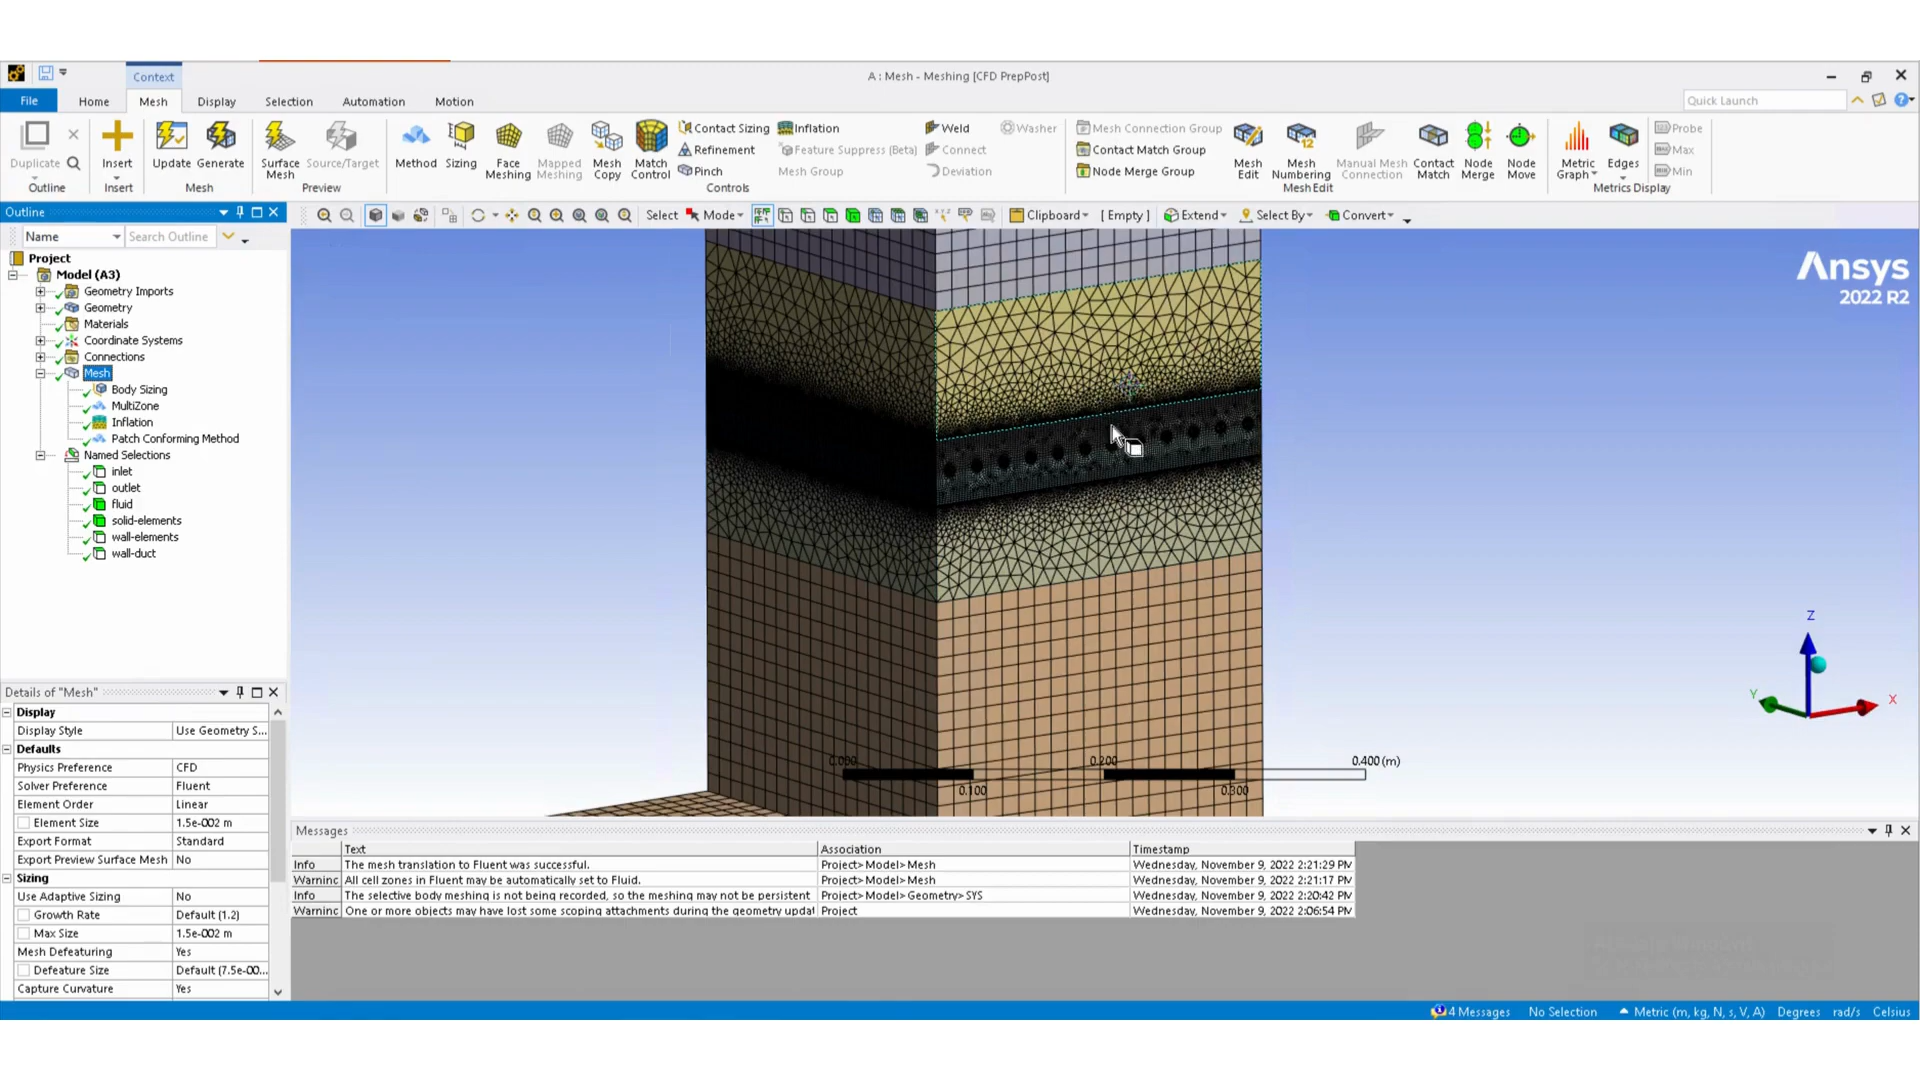 Context
A : Mesh - Meshing [CFD PrepPost]
File Home Mesh Display Selection Automation Motion
Quick Launch
Duplicate
Outline
Insert
Insert
Update Generate
Mesh
Surface Mesh Source/Target
Preview
Method Sizing Face Meshing Mapped Meshing Mesh Copy Match Control
Contact Sizing
Refinement
Pinch
Inflation
Feature Suppress (Beta)
Mesh Group
Controls
Weld
Connect
Deviation
Washer
Mesh Connection Group
Contact Match Group
Node Merge Group
Mesh Edit Mesh Numbering Manual Mesh Connection Contact Match Node Merge Node Move
Mesh Edit
Metric Graph Edges
Probe
Max
Min
Metrics Display
Outline
Select Mode Clipboard [ Empty ] Extend Select By Convert
Name Search Outline
Project
Model (A3)
Geometry Imports
Geometry
Materials
Coordinate Systems
Connections
Mesh
Body Sizing
MultiZone
Inflation
Patch Conforming Method
Named Selections
inlet
outlet
fluid
solid-elements
wall-elements
wall-duct
Ansys
2022 R2
Z
Y
X
0.000 0.200 0.400 (m)
0.100 0.300
Details of "Mesh"
Display
Display Style Use Geometry S...
Defaults
Physics Preference CFD
Solver Preference Fluent
Element Order Linear
Element Size 1.5e-002 m
Export Format Standard
Export Preview Surface Mesh No
Sizing
Use Adaptive Sizing No
Growth Rate Default (1.2)
Max Size 1.5e-002 m
Mesh Defeaturing Yes
Defeature Size Default (7.5e-00...
Capture Curvature Yes
Messages
Text Association Timestamp
Info The mesh translation to Fluent was successful. Project>Model>Mesh Wednesday, November 9, 2022 2:21:29 PM
Warning All cell zones in Fluent may be automatically set to Fluid. Project>Model>Mesh Wednesday, November 9, 2022 2:21:17 PM
Info The selective body meshing is not being recorded, so the meshing may not be persistent Project>Model>Geometry>SYS Wednesday, November 9, 2022 2:20:42 PM
Warning One or more objects may have lost some scoping attachments during the geometry updat Project Wednesday, November 9, 2022 2:06:54 PM
4 Messages No Selection Metric (m, kg, N, s, V, A) Degrees rad/s Celsius